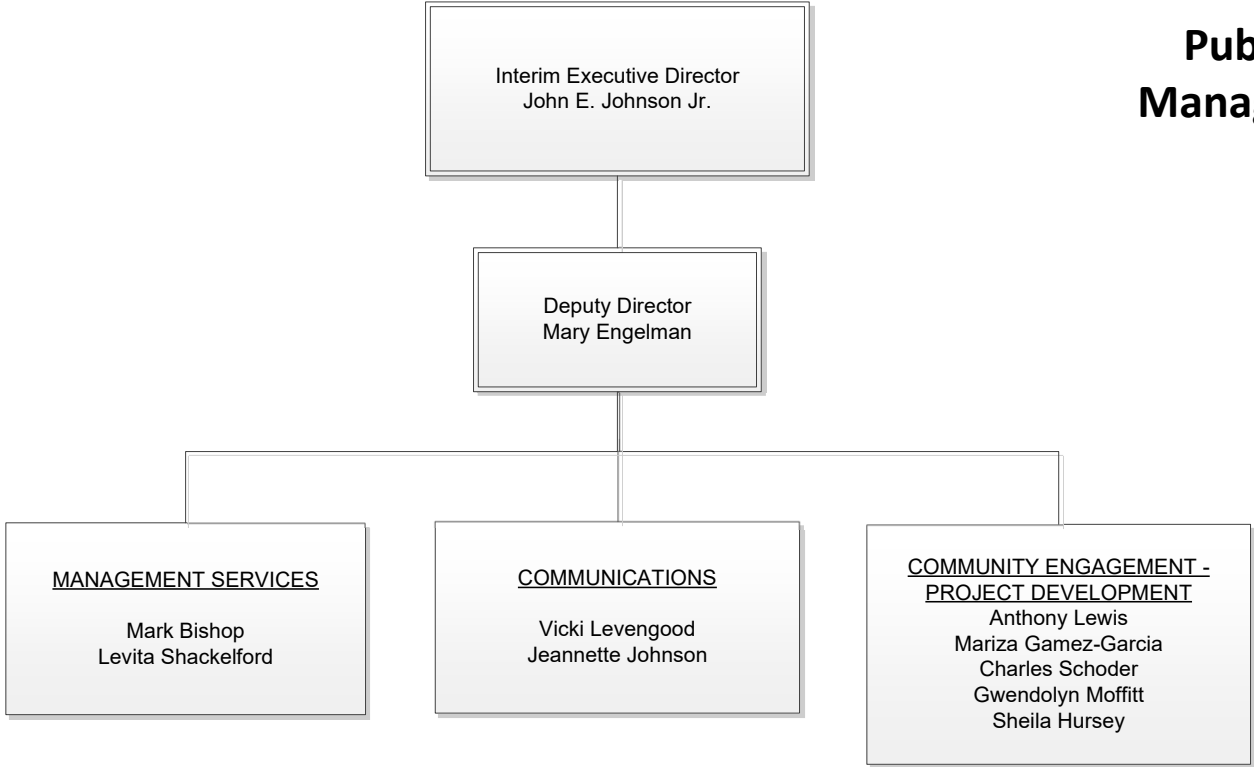 Interim Executive Director
John E. Johnson Jr.
Deputy Director
Mary Engelman
MANAGEMENT SERVICES
Mark Bishop
Levita Shackelford
COMMUNICATIONS
Vicki Levengood
Jeannette Johnson
COMMUNITY ENGAGEMENT -
PROJECT DEVELOPMENT
Anthony Lewis
Mariza Gamez-Garcia
Charles Schoder
Gwendolyn Moffitt
Sheila Hursey